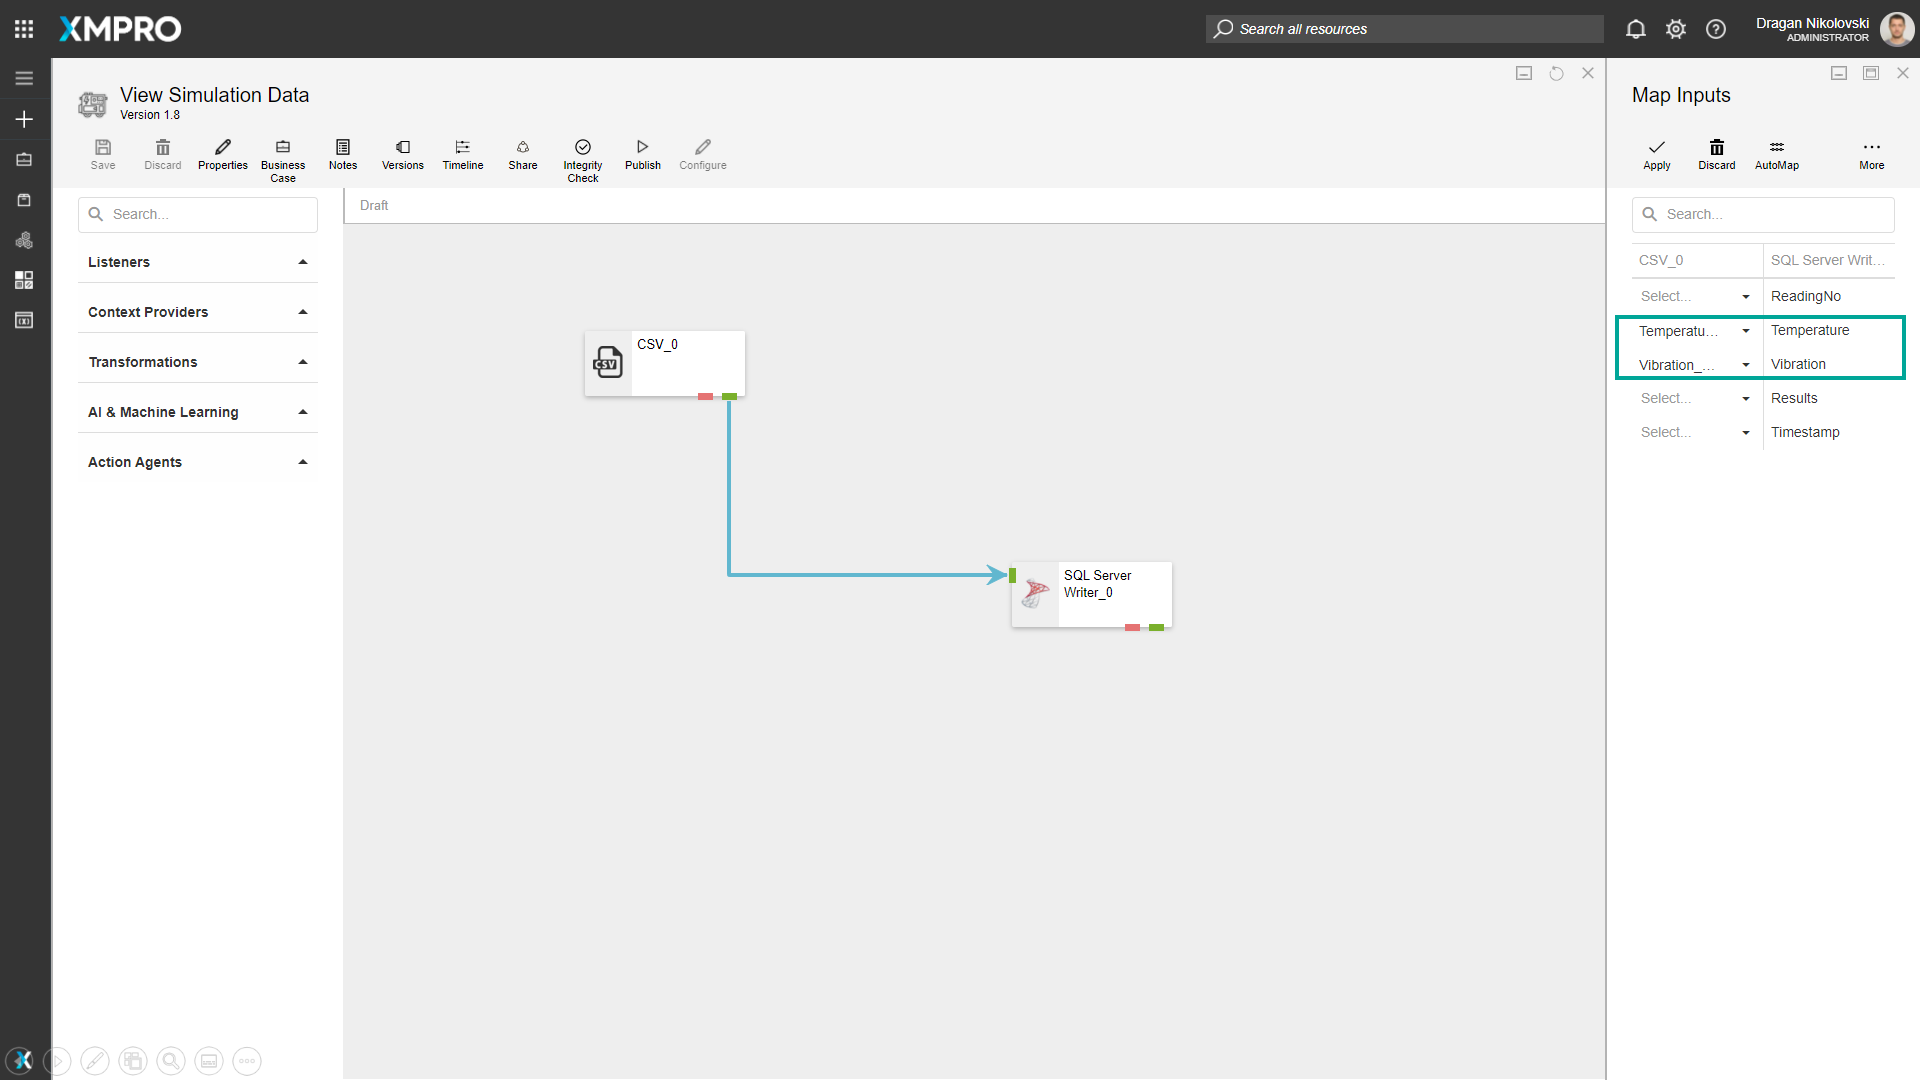 XMPRO
Search all resources
Dragan Nikolovski
ADMINISTRATOR
View Simulation Data
Version 1.8
Save
Discard
Properties
Business
Case
Notes
Versions
Timeline
Share
Integrity
Check
Publish
Configure
Search...
Listeners
Context Providers
Transformations
AI & Machine Learning
Action Agents
Draft
CSV_0
CSV
SQL Server
Writer_0
Map Inputs
Apply
Discard
AutoMap
More
Search...
CSV_0 SQL Server Writ...
Select... ReadingNo
Temperatu... Temperature
Vibration_... Vibration
Select... Results
Select... Timestamp